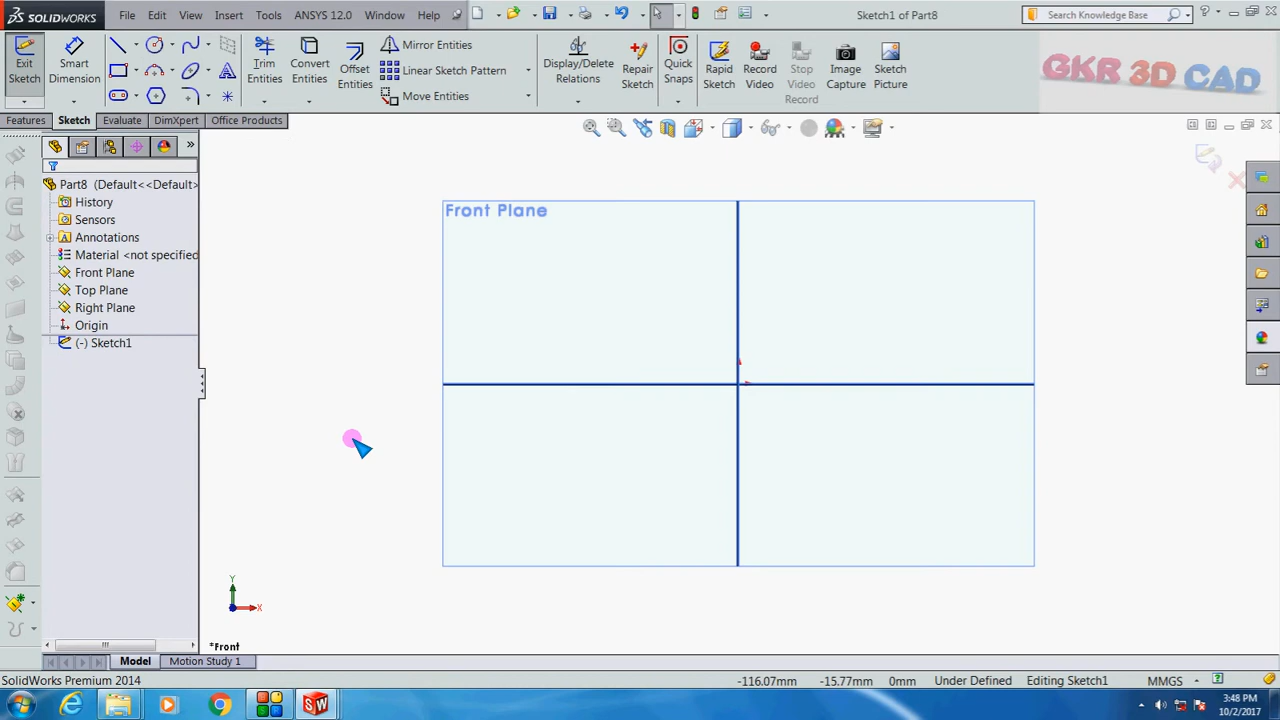 SOLIDWORKS File Edit View Insert Tools ANSYS 12.0 Window Help Sketch1 of Part8 Search Knowledge Base
Exit Sketch
Smart Dimension
Trim Entities
Convert Entities
Offset Entities
Mirror Entities
Linear Sketch Pattern
Move Entities
Display/Delete Relations
Repair Sketch
Quick Snaps
Rapid Sketch
Record Video
Stop Video Record
Image Capture
Sketch Picture
GKR 3D CAD
Features Sketch Evaluate DimXpert Office Products
Part8 (Default<<Default>
History
Sensors
Annotations
Material <not specified
Front Plane
Top Plane
Right Plane
Origin
(-) Sketch1
Front Plane
Y
X
*Front
Model Motion Study 1
SolidWorks Premium 2014 -116.07mm -15.77mm 0mm Under Defined Editing Sketch1 MMGS
3:48 PM
10/2/2017